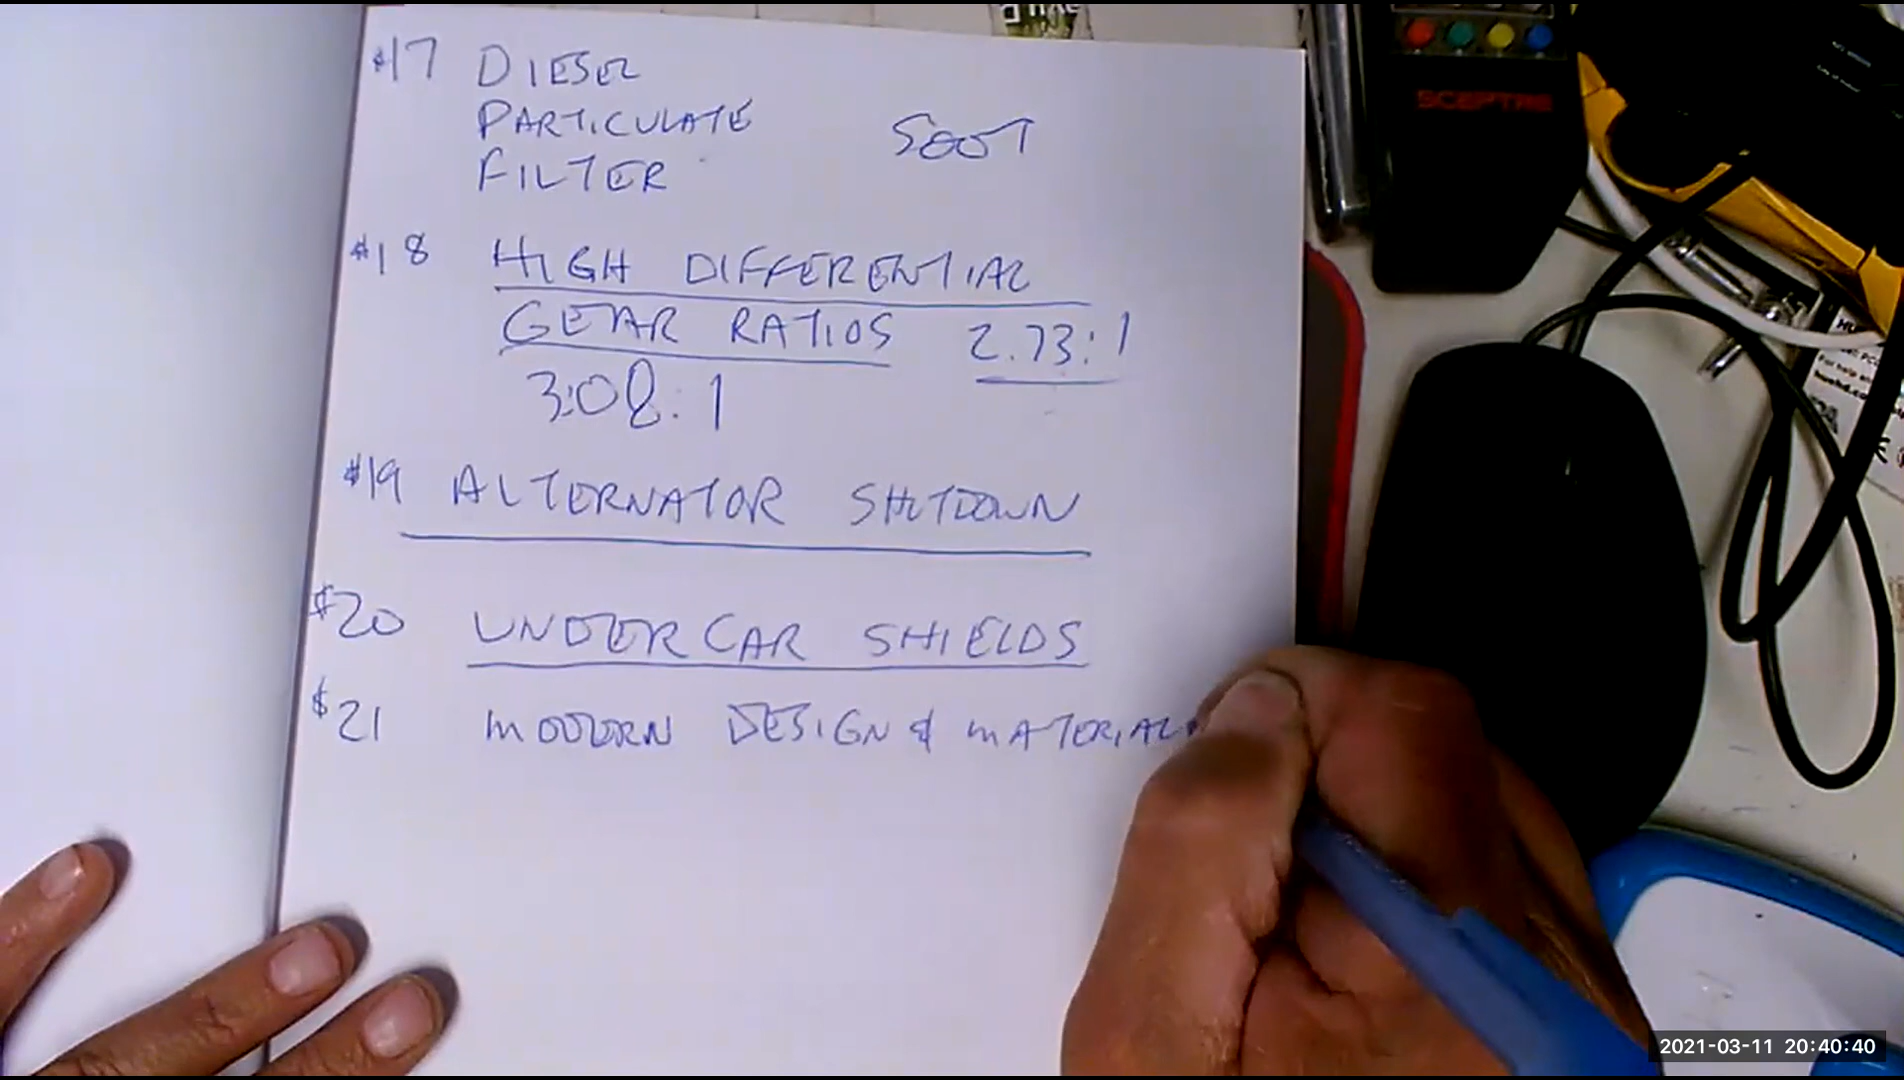 #17 DIESEL
PARTICULATE
FILTER
SOOT
#18 HIGH DIFFERENTIAL
GEAR RATIOS 2.73:1
3:08:1
#19 ALTERNATOR SHUTDOWN
$20 UNDERCAR SHIELDS
$21 MODERN DESIGN & MATERIALS
SCEPTRE
2021-03-11 20:40:40